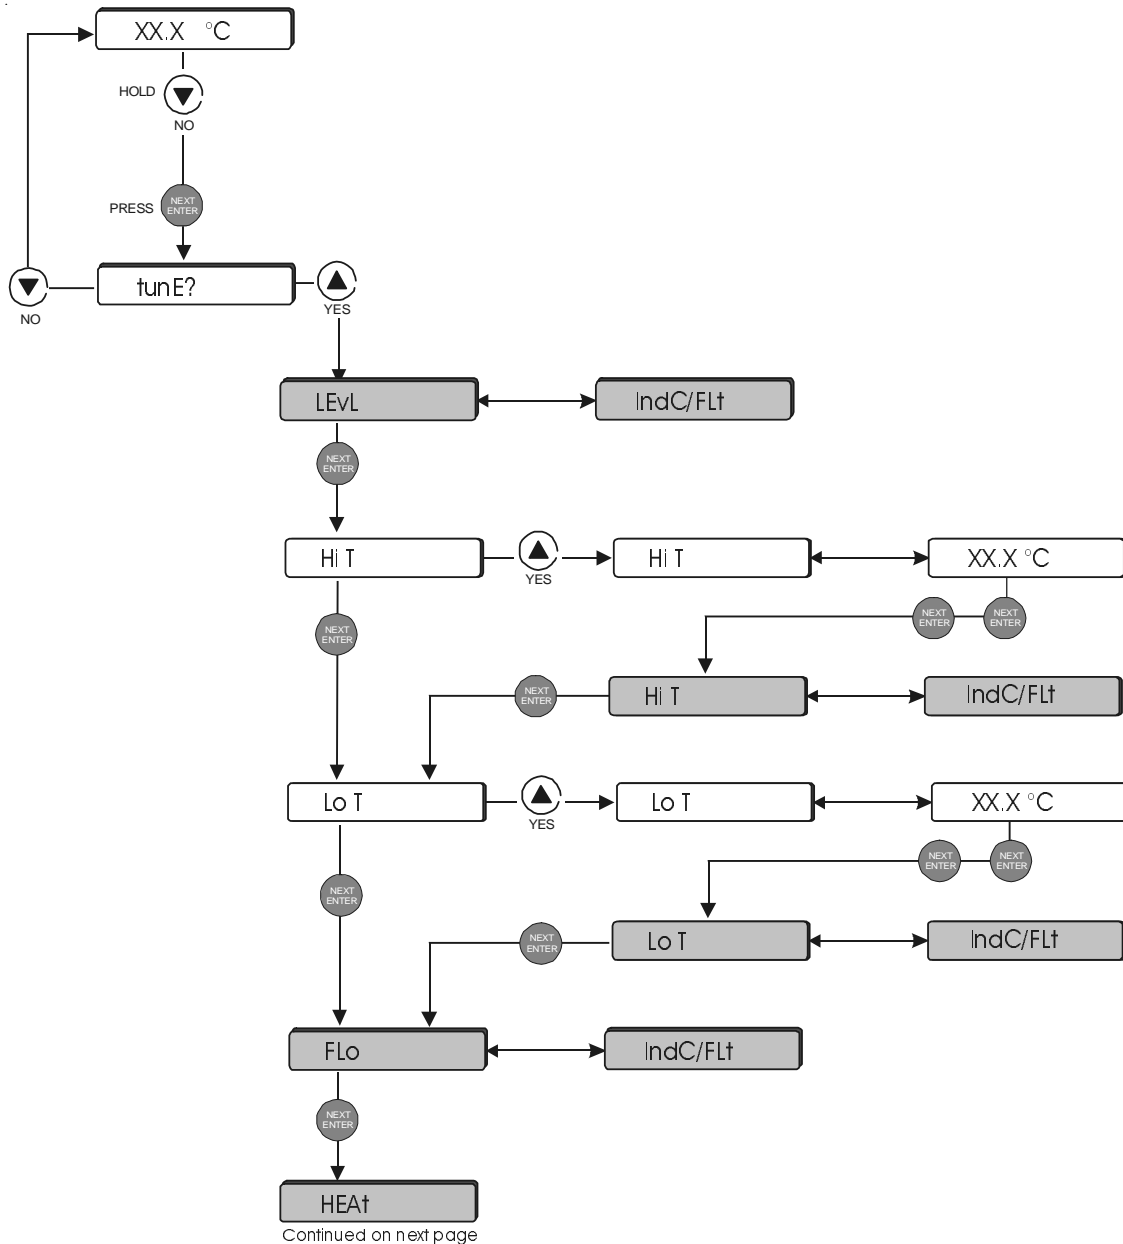 XX.X °C
HOLD
NO
PRESS
NEXT
ENTER
tunE?
NO
YES
LEvL
IndC/FLt
NEXT
ENTER
Hi T
YES
Hi T
XX.X °C
NEXT
ENTER
NEXT
ENTER
NEXT
ENTER
NEXT
ENTER
Hi T
IndC/FLt
Lo T
YES
Lo T
XX.X °C
NEXT
ENTER
NEXT
ENTER
NEXT
ENTER
NEXT
ENTER
Lo T
IndC/FLt
FLo
IndC/FLt
NEXT
ENTER
HEAt
Continued on next page